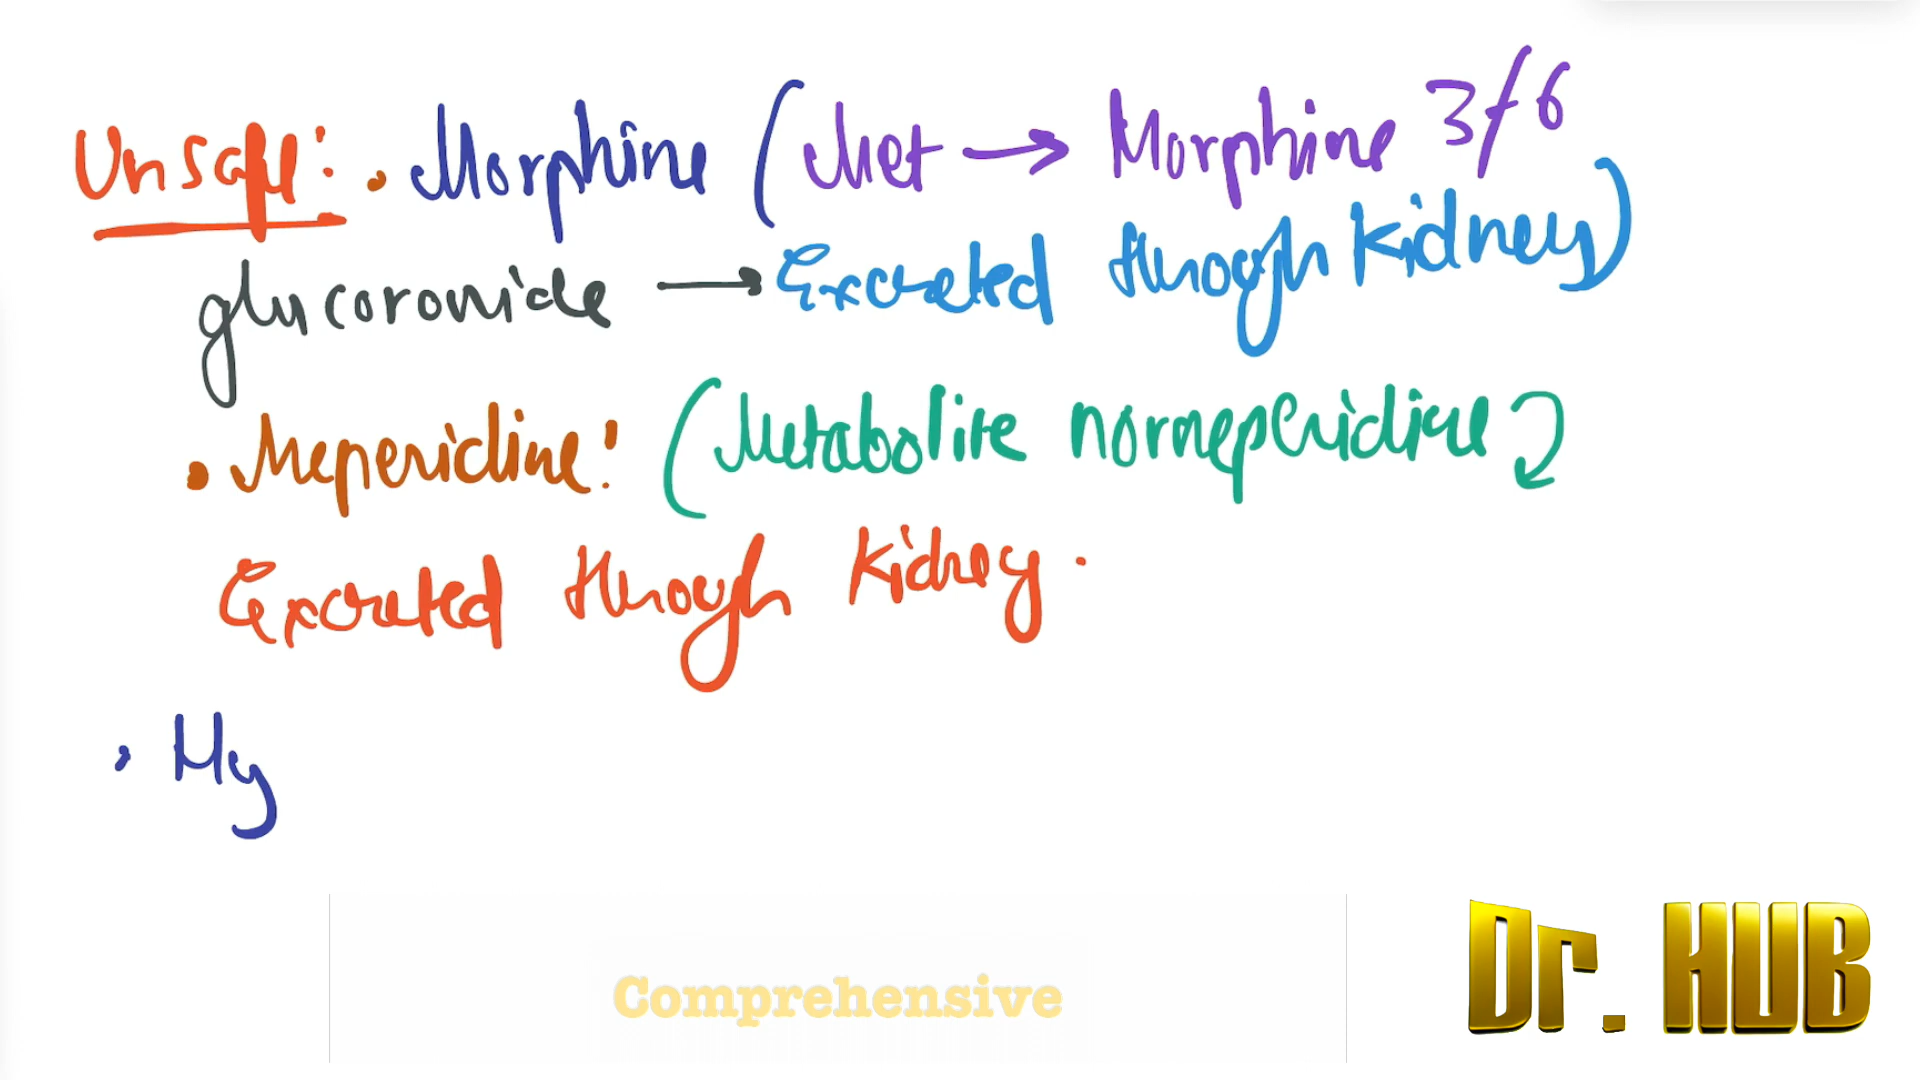 Unsafe: • Morphine (Met → Morphine 3/6
glucoronide → Excreted through kidney)
• Meperidine: (Metabolite normeperidine
Excreted through kidney.
• Hy
Comprehensive
Dr. HUB